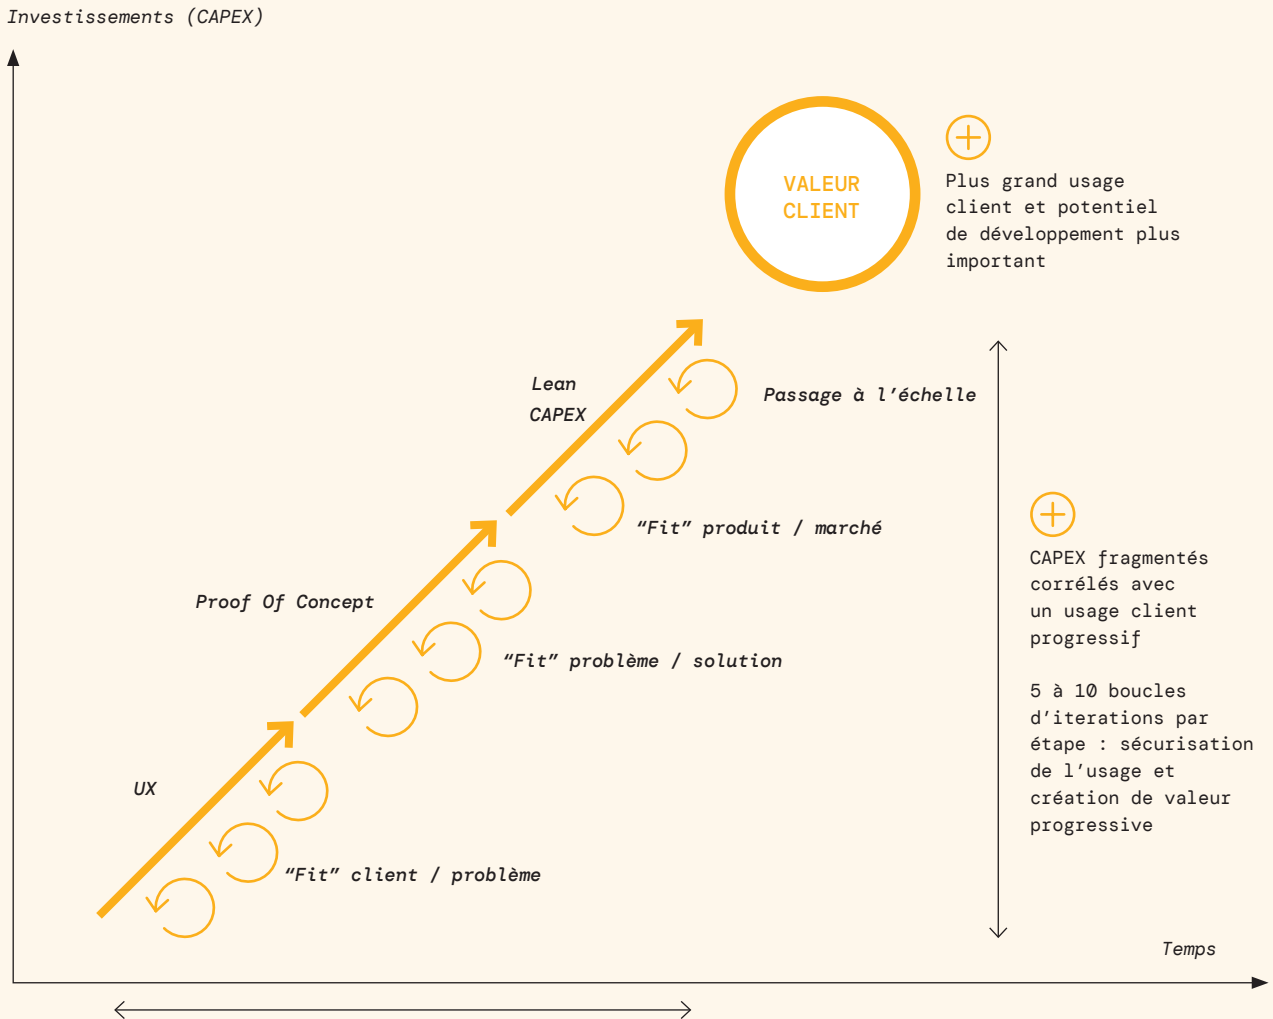 Investissements (CAPEX)
VALEUR
CLIENT
Plus grand usage
client et potentiel
de développement plus
important
Lean
CAPEX
Passage à l’échelle
“Fit” produit / marché
CAPEX fragmentés
corrélés avec
un usage client
progressif
Proof Of Concept
“Fit” problème / solution
5 à 10 boucles
d’iterations par
étape : sécurisation
de l’usage et
création de valeur
progressive
UX
“Fit” client / problème
Temps